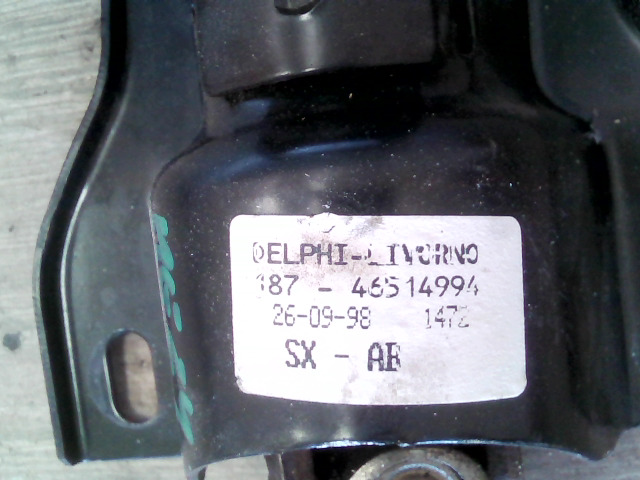 DELPHI-LIVORNO
187 - 46514994
26-09-98 1472
SX - AB